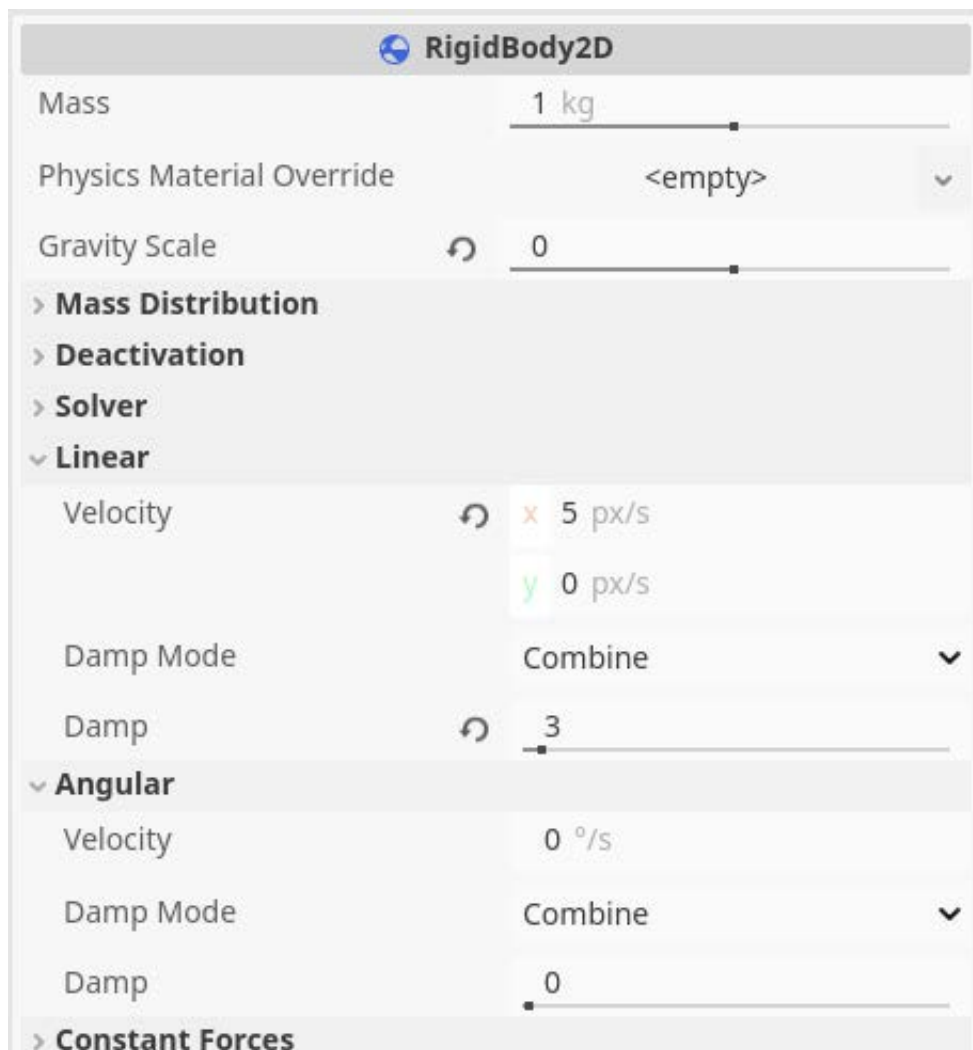 RigidBody2D
Mass 1 kg
Physics Material Override <empty>
Gravity Scale 0
Mass Distribution
Deactivation
Solver
Linear
Velocity x 5 px/s
y 0 px/s
Damp Mode Combine
Damp 3
Angular
Velocity 0 °/s
Damp Mode Combine
Damp 0
Constant Forces